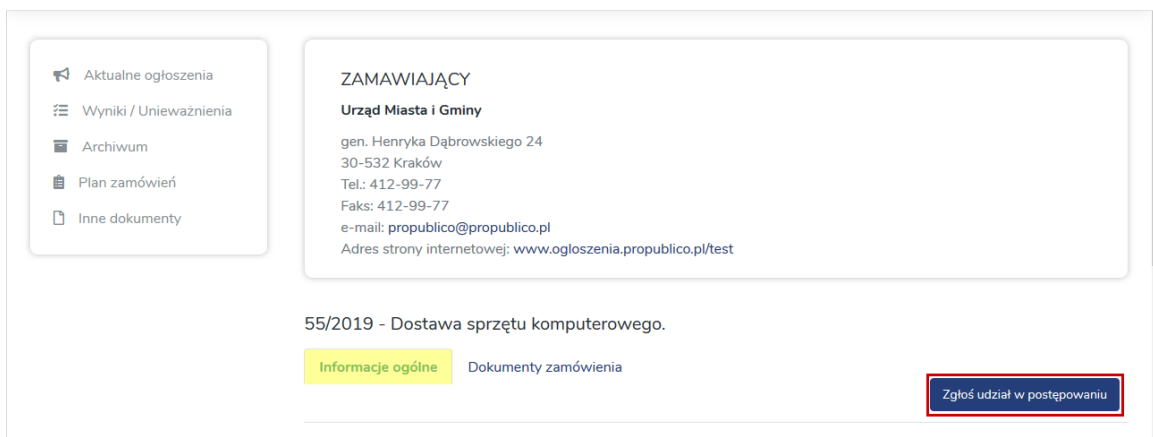 Aktualne ogłoszenia
Wyniki / Unieważnienia
Archiwum
Plan zamówień
Inne dokumenty
ZAMAWIAJĄCY
Urząd Miasta i Gminy
gen. Henryka Dąbrowskiego 24
30-532 Kraków
Tel.: 412-99-77
Faks: 412-99-77
e-mail: propublico@propublico.pl
Adres strony internetowej: www.ogloszenia.propublico.pl/test
55/2019 - Dostawa sprzętu komputerowego.
Informacje ogólne Dokumenty zamówienia
Zgłoś udział w postępowaniu